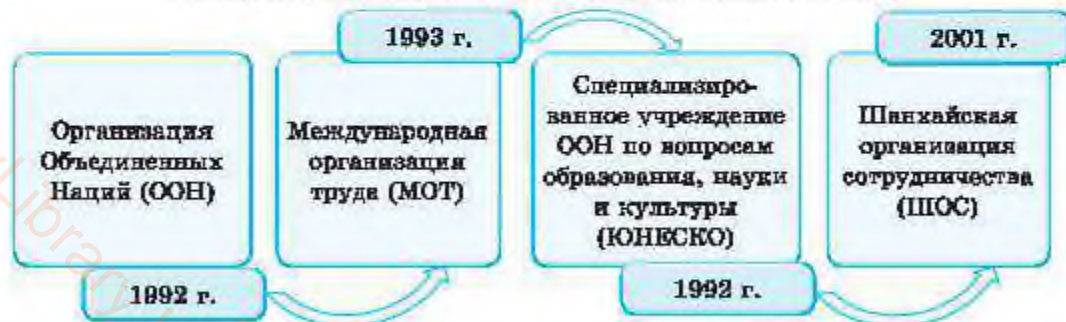 Организация
Объединенных
Наций (ООН)
1992 г.
1993 г.
Международная
организация
труда (МОТ)
Специализиро-
ванное учреждение
ООН по вопросам
образования, науки
и культуры
(ЮНЕСКО)
1992 г.
2001 г.
Шанхайская
организация
сотрудничества
(ШОС)
Library